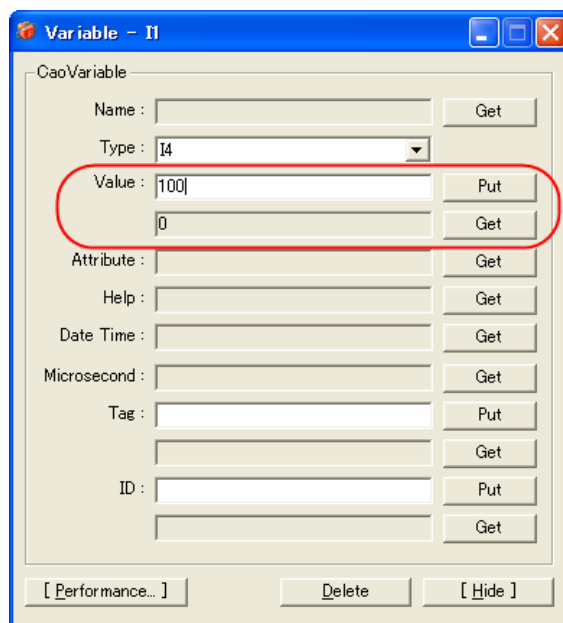 Variable - I1
CaoVariable
Name : Get
Type : I4
Value : 100 Put
0 Get
Attribute : Get
Help : Get
Date Time : Get
Microsecond : Get
Tag : Put
Get
ID : Put
Get
[ Performance... ] Delete [ Hide ]